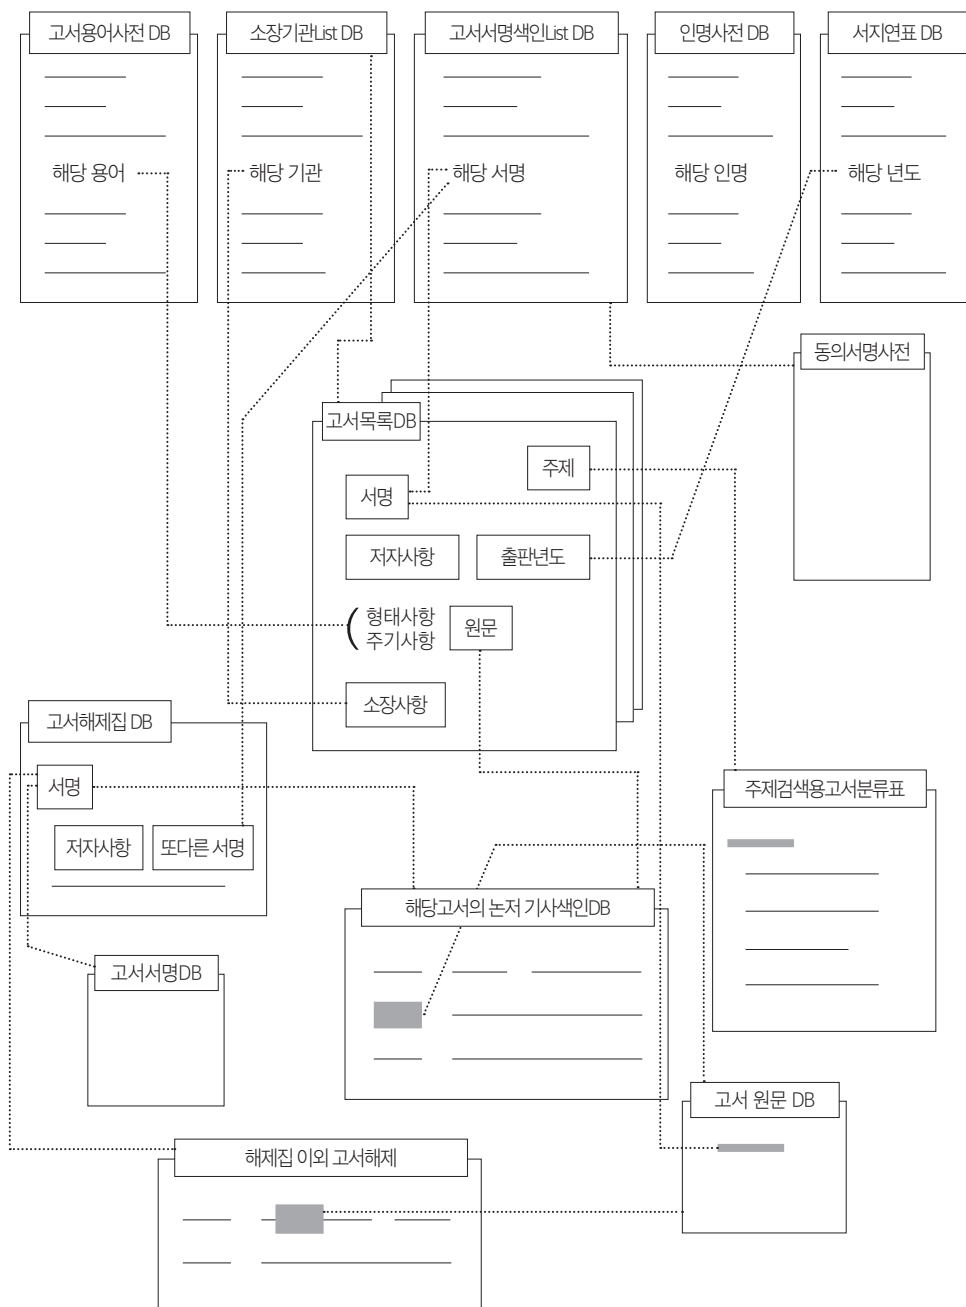 고서용어사전 DB
소장기관List DB
고서서명색인List DB
인명사전 DB
서지연표 DB
해당 용어
해당 기관
해당 서명
해당 인명
해당 년도
동의서명사전
고서목록DB
주제
서명
저자사항
출판년도
형태사항
주기사항
원문
소장사항
고서해제집 DB
서명
저자사항
또다른 서명
주제검색용고서분류표
해당고서의 논저 기사색인DB
고서서명DB
고서 원문 DB
해제집 이외 고서해제